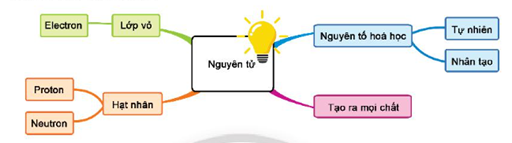 Electron
Lớp vỏ
Nguyên tử
Nguyên tố hoá học
Tự nhiên
Nhân tạo
Proton
Neutron
Hạt nhân
Tạo ra mọi chất